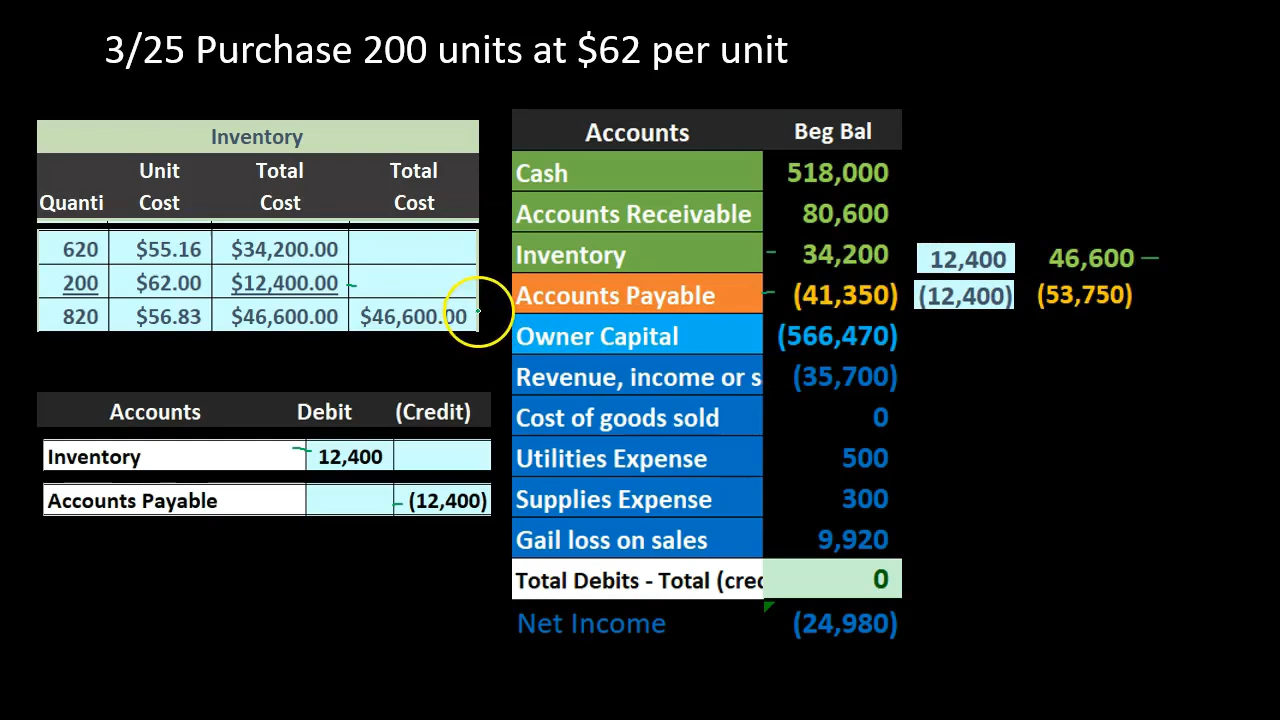 3/25 Purchase 200 units at $62 per unit
Inventory
Unit Total Total
Quanti Cost Cost Cost
620 $55.16 $34,200.00
200 $62.00 $12,400.00
820 $56.83 $46,600.00 $46,600.00
Accounts Debit (Credit)
Inventory 12,400
Accounts Payable (12,400)
Accounts Beg Bal
Cash 518,000
Accounts Receivable 80,600
Inventory 34,200 12,400 46,600
Accounts Payable (41,350) (12,400) (53,750)
Owner Capital (566,470)
Revenue, income or s (35,700)
Cost of goods sold 0
Utilities Expense 500
Supplies Expense 300
Gail loss on sales 9,920
Total Debits - Total (cred 0
Net Income (24,980)